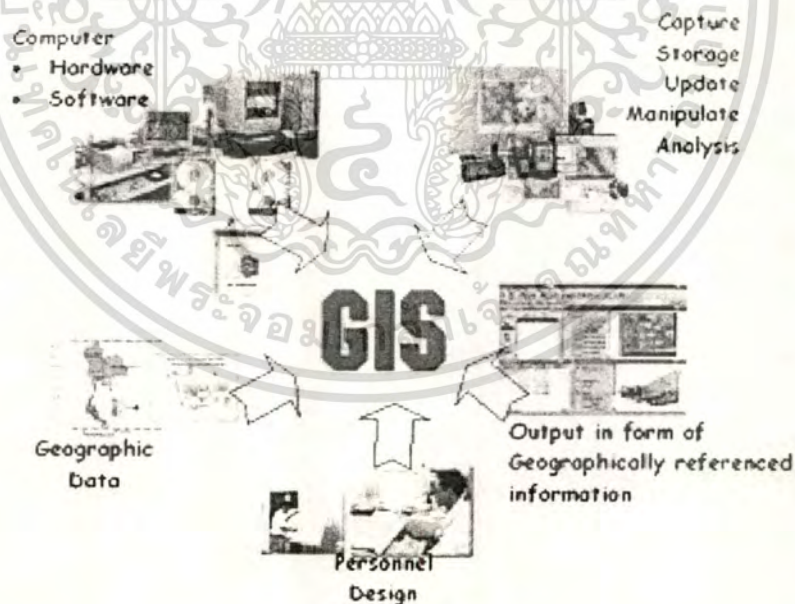 Computer
• Hardware
• Software
Capture
Storage
Update
Manipulate
Analysis
GIS
Geographic
Data
Output in form of
Geographically referenced
information
Personnel
Design